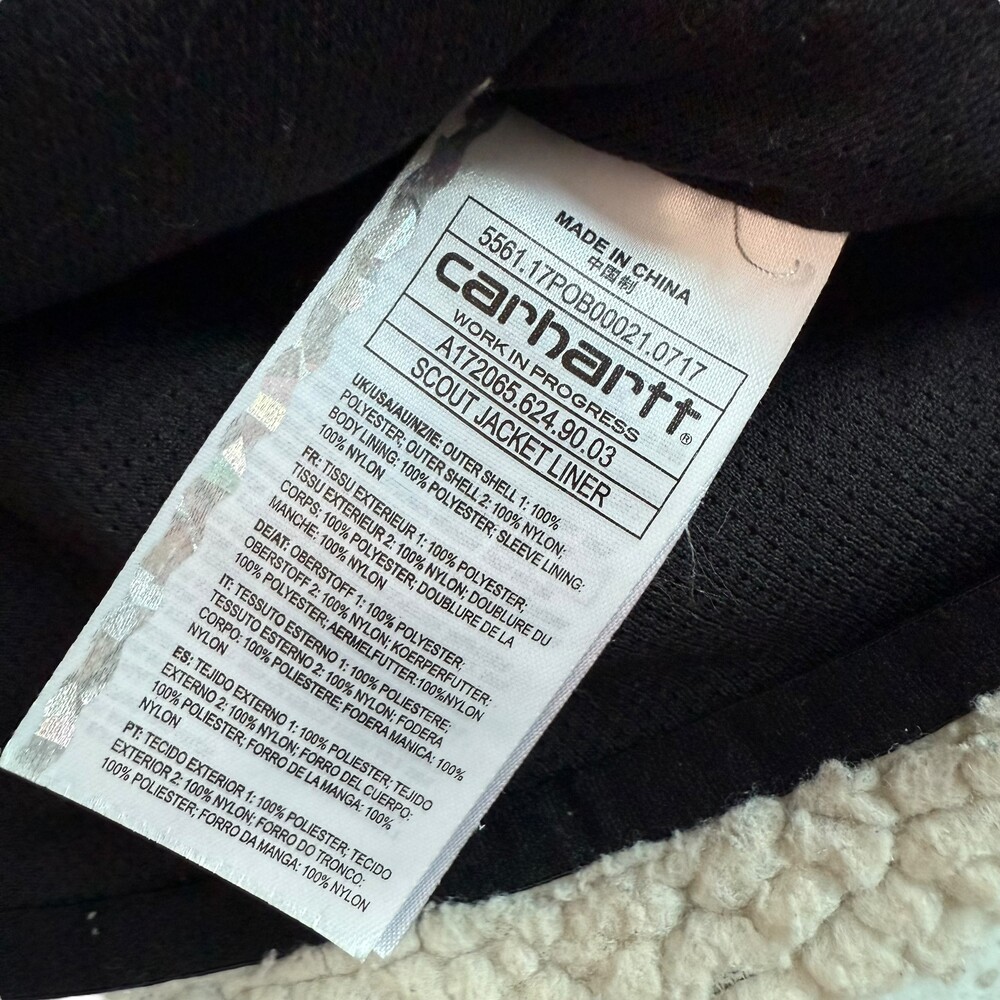 MADE IN CHINA
中国制
5561.17POB00021.0717
carhartt®
WORK IN PROGRESS
A172065.624.90.03
SCOUT JACKET LINER
UK/USA/AU/NZ/IE: OUTER SHELL 1: 100%
POLYESTER; OUTER SHELL 2: 100% NYLON;
BODY LINING: 100% POLYESTER; SLEEVE LINING:
100% NYLON
FR: TISSU EXTERIEUR 1: 100% POLYESTER;
TISSU EXTERIEUR 2: 100% NYLON; DOUBLURE DU
CORPS: 100% POLYESTER; DOUBLURE DE LA
MANCHE: 100% NYLON
DE/AT: OBERSTOFF 1: 100% POLYESTER;
OBERSTOFF 2: 100% NYLON; KOERPERFUTTER:
100% POLYESTER; AERMELFUTTER:100%NYLON
IT: TESSUTO ESTERNO 1: 100% POLIESTERE;
TESSUTO ESTERNO 2: 100% NYLON; FODERA
CORPO: 100% POLIESTERE; FODERA MANICA: 100%
NYLON
ES: TEJIDO EXTERNO 1: 100% POLIESTER; TEJIDO
EXTERNO 2: 100% NYLON; FORRO DEL CUERPO:
100% POLIESTER; FORRO DE LA MANGA: 100%
NYLON
PT: TECIDO EXTERIOR 1: 100% POLIESTER; TECIDO
EXTERIOR 2: 100% NYLON; FORRO DO TRONCO:
100% POLIESTER; FORRO DA MANGA: 100% NYLON